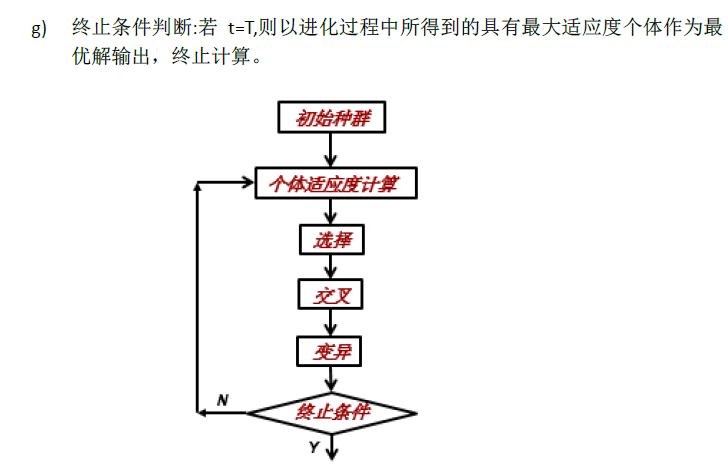 g) 终止条件判断:若 t=T,则以进化过程中所得到的具有最大适应度个体作为最
优解输出，终止计算。
初始种群
个体适应度计算
选择
交叉
变异
终止条件
N
Y